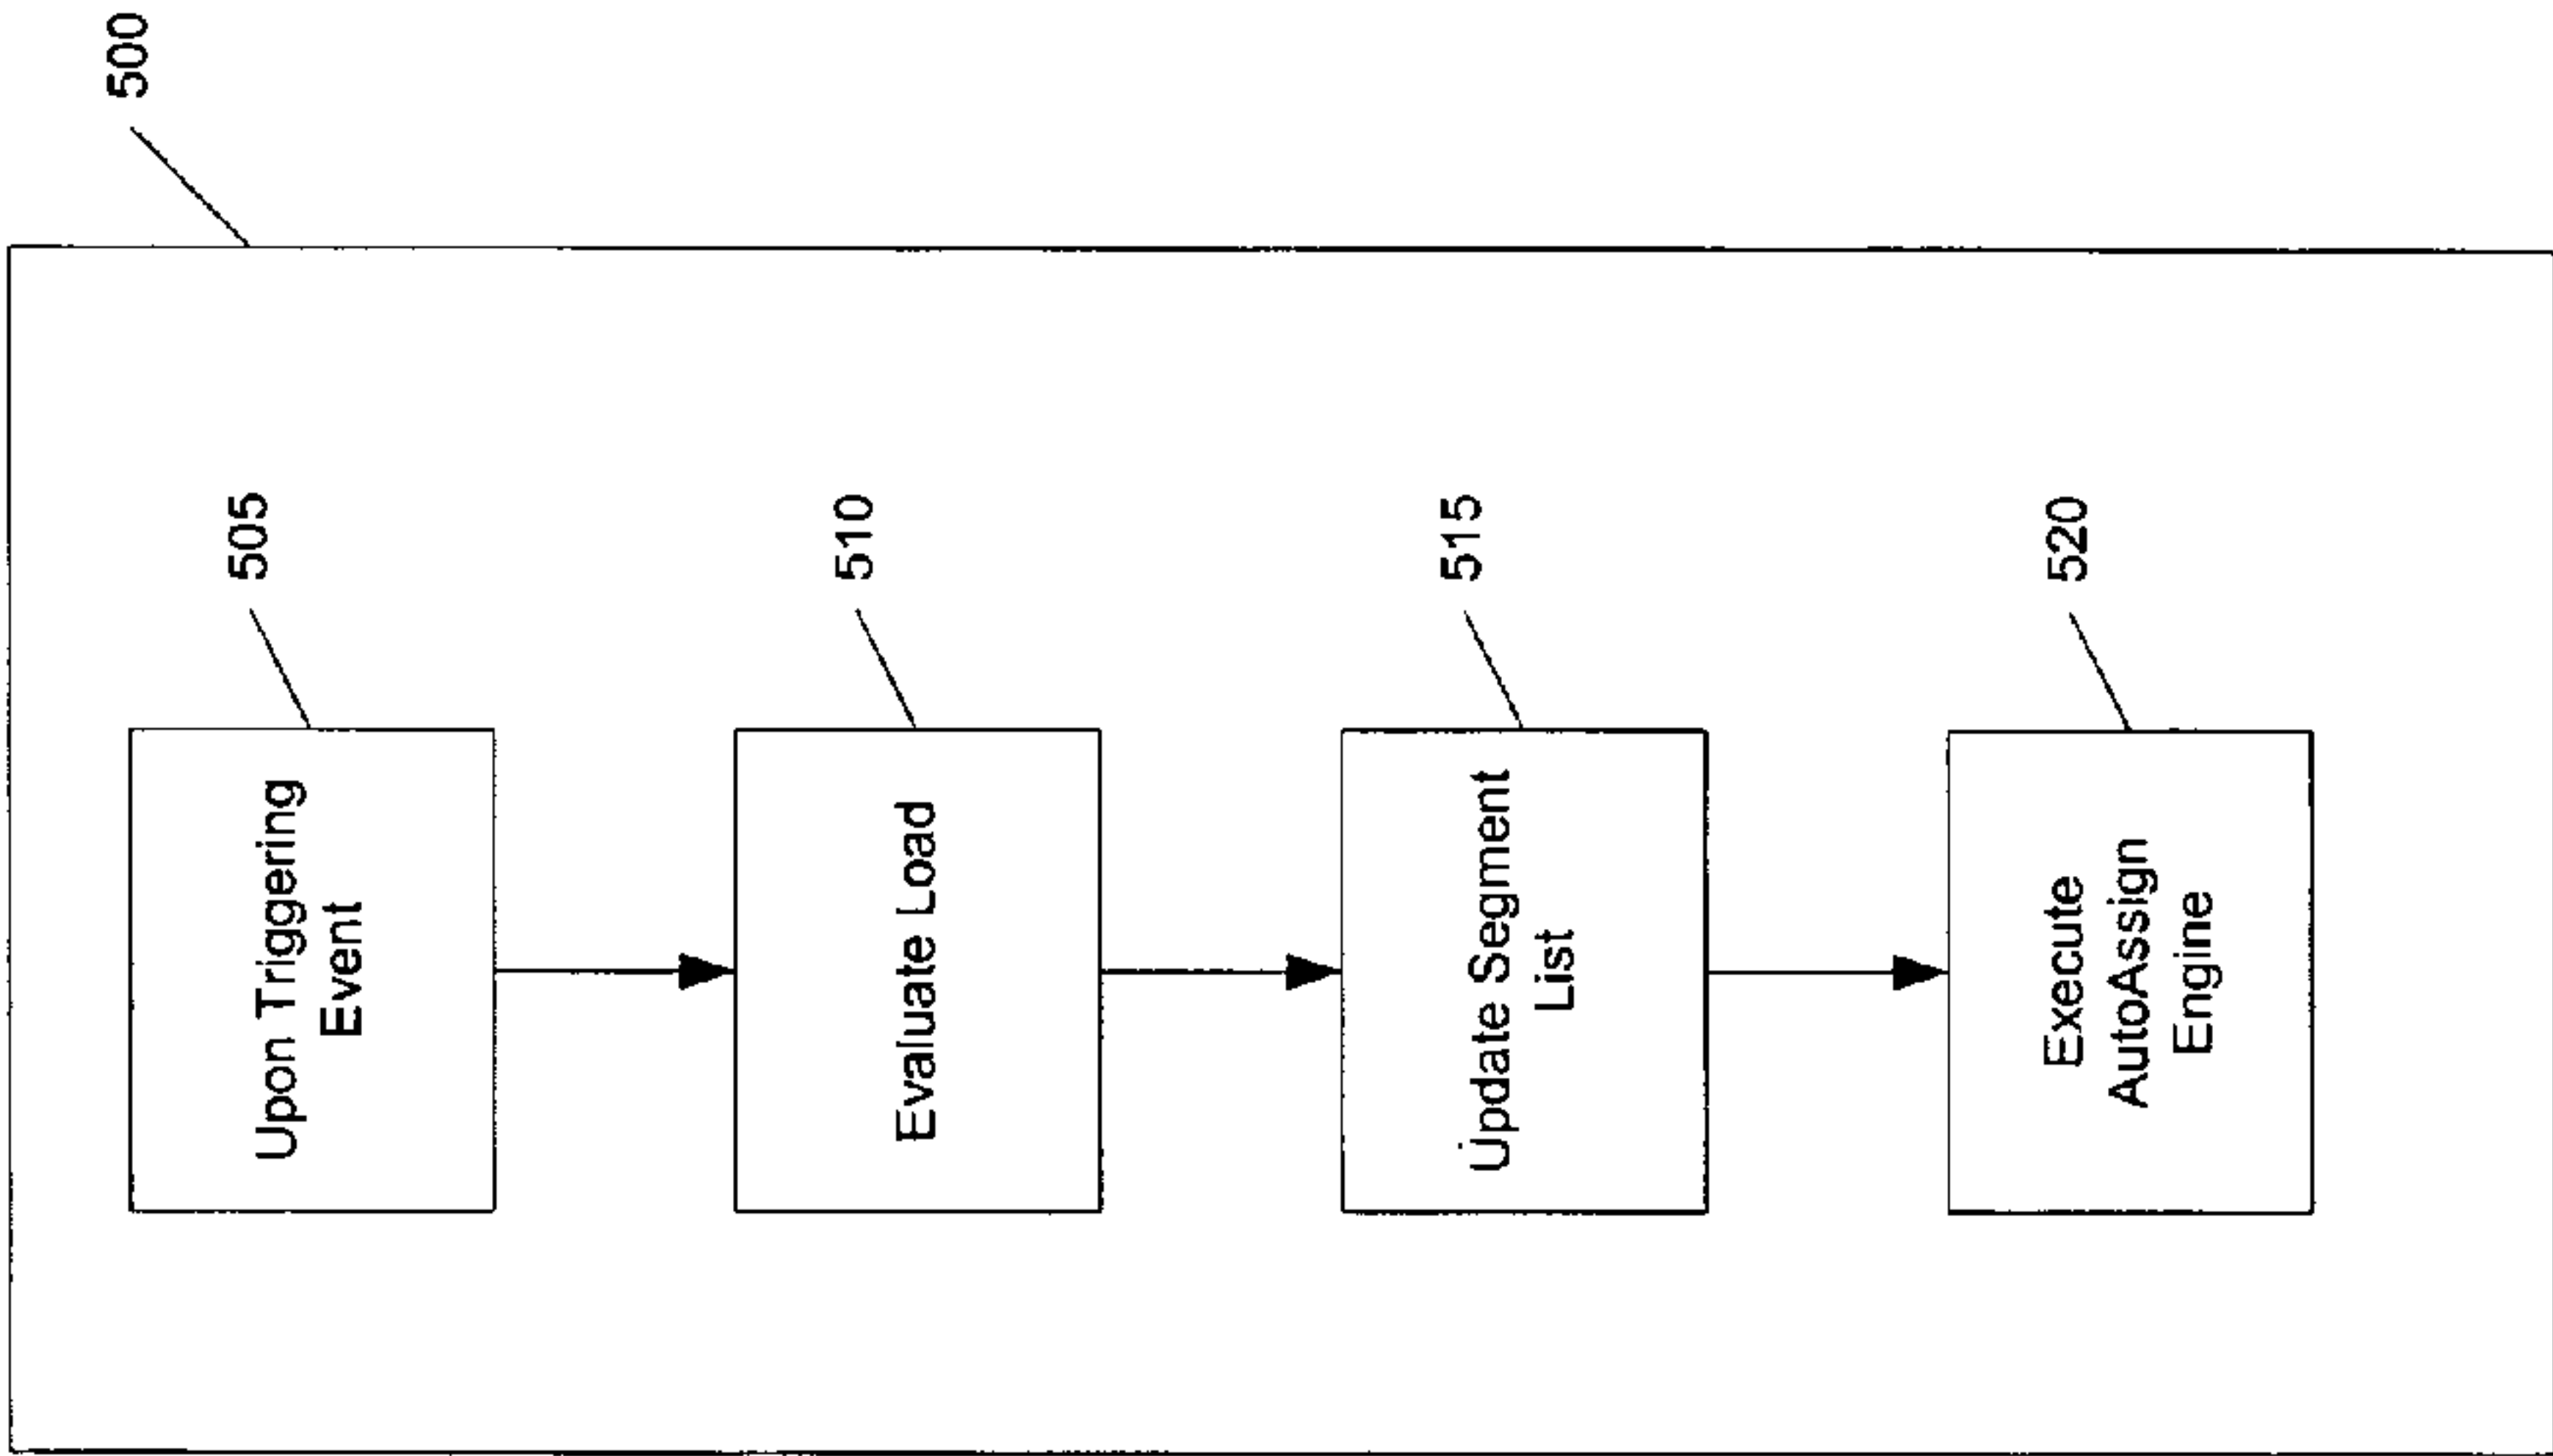 500
505
Upon Triggering
Event
510
Evaluate Load
515
Update Segment
List
520
Execute
AutoAssign
Engine